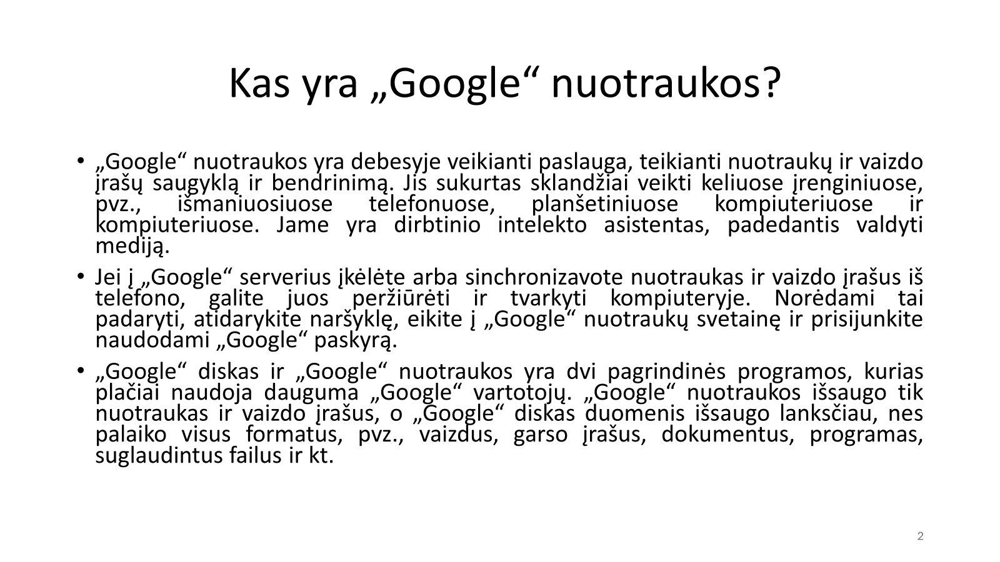 Kas yra „Google“ nuotraukos?
• „Google“ nuotraukos yra debesyje veikianti paslauga, teikianti nuotraukų ir vaizdo
įrašų saugyklą ir bendrinimą. Jis sukurtas sklandžiai veikti keliuose įrenginiuose,
pvz., išmaniuosiuose telefonuose, planšetiniuose kompiuteriuose ir
kompiuteriuose. Jame yra dirbtinio intelekto asistentas, padedantis valdyti
mediją.
• Jei į „Google“ serverius įkėlėte arba sinchronizavote nuotraukas ir vaizdo įrašus iš
telefono, galite juos peržiūrėti ir tvarkyti kompiuteryje. Norėdami tai
padaryti, atidarykite naršyklę, eikite į „Google“ nuotraukų svetainę ir prisijunkite
naudodami „Google“ paskyrą.
• „Google“ diskas ir „Google“ nuotraukos yra dvi pagrindinės programos, kurias
plačiai naudoja dauguma „Google“ vartotojų. „Google“ nuotraukos išsaugo tik
nuotraukas ir vaizdo įrašus, o „Google“ diskas duomenis išsaugo lanksčiau, nes
palaiko visus formatus, pvz., vaizdus, garso įrašus, dokumentus, programas,
suglaudintus failus ir kt.
2